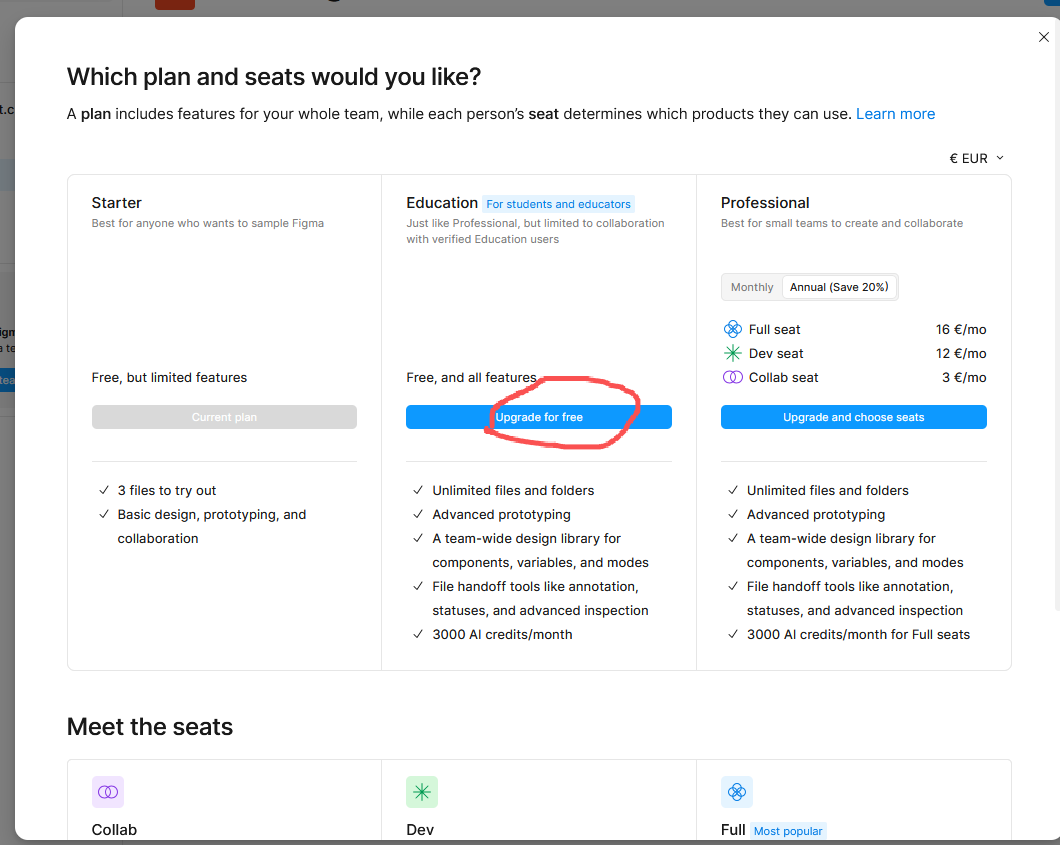 Which plan and seats would you like?
A plan includes features for your whole team, while each person's seat determines which products they can use. Learn more
€ EUR
Starter
Best for anyone who wants to sample Figma
Free, but limited features
Current plan
3 files to try out
Basic design, prototyping, and
collaboration
Education For students and educators
Just like Professional, but limited to collaboration
with verified Education users
Free, and all features
Upgrade for free
Unlimited files and folders
Advanced prototyping
A team-wide design library for
components, variables, and modes
File handoff tools like annotation,
statuses, and advanced inspection
3000 AI credits/month
Professional
Best for small teams to create and collaborate
Monthly Annual (Save 20%)
Full seat 16 €/mo
Dev seat 12 €/mo
Collab seat 3 €/mo
Upgrade and choose seats
Unlimited files and folders
Advanced prototyping
A team-wide design library for
components, variables, and modes
File handoff tools like annotation,
statuses, and advanced inspection
3000 AI credits/month for Full seats
Meet the seats
Collab
Dev
Full Most popular